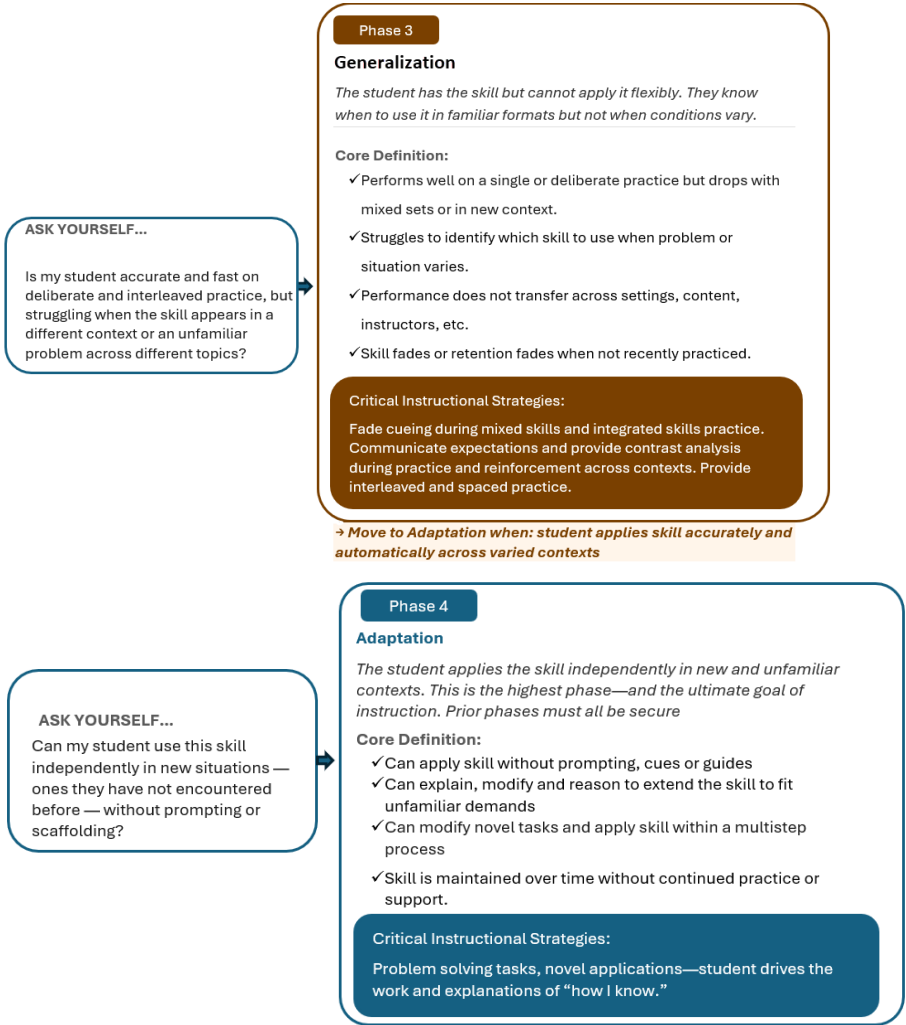 Phase 3
Generalization
The student has the skill but cannot apply it flexibly. They know
when to use it in familiar formats but not when conditions vary.
Core Definition:
✓Performs well on a single or deliberate practice but drops with
mixed sets or in new context.
✓Struggles to identify which skill to use when problem or
situation varies.
✓Performance does not transfer across settings, content,
instructors, etc.
✓Skill fades or retention fades when not recently practiced.
ASK YOURSELF...
Is my student accurate and fast on
deliberate and interleaved practice, but
struggling when the skill appears in a
different context or an unfamiliar
problem across different topics?
Critical Instructional Strategies:
Fade cueing during mixed skills and integrated skills practice.
Communicate expectations and provide contrast analysis
during practice and reinforcement across contexts. Provide
interleaved and spaced practice.
→ Move to Adaptation when: student applies skill accurately and
automatically across varied contexts
Phase 4
Adaptation
The student applies the skill independently in new and unfamiliar
contexts. This is the highest phase—and the ultimate goal of
instruction. Prior phases must all be secure
ASK YOURSELF...
Can my student use this skill
independently in new situations —
ones they have not encountered
before — without prompting or
scaffolding?
Core Definition:
✓Can apply skill without prompting, cues or guides
✓Can explain, modify and reason to extend the skill to fit
unfamiliar demands
✓Can modify novel tasks and apply skill within a multistep
process
✓Skill is maintained over time without continued practice or
support.
Critical Instructional Strategies:
Problem solving tasks, novel applications—student drives the
work and explanations of “how I know.”